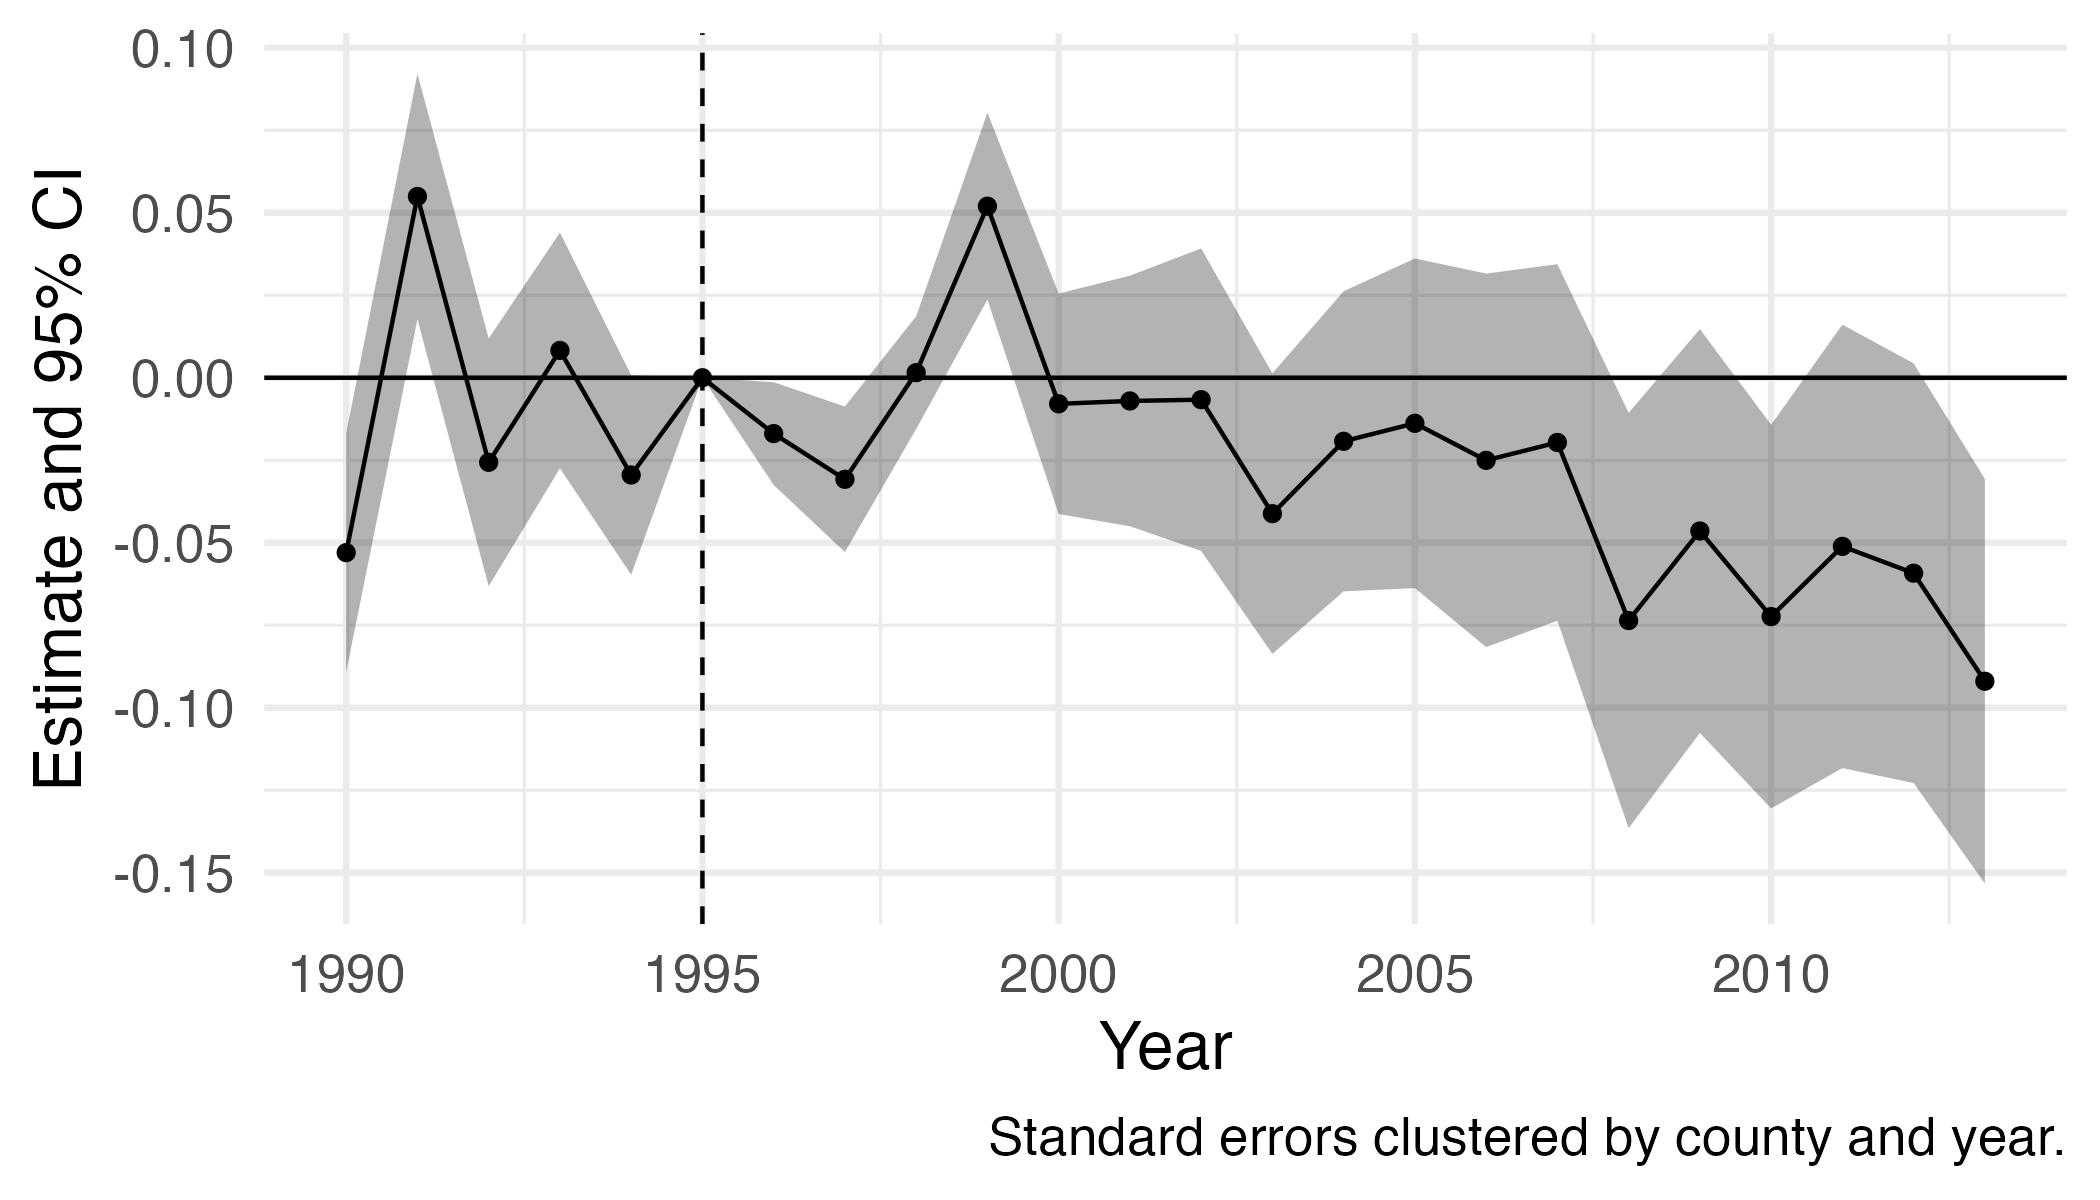 0.10
0.05
0.00
-0.05
-0.10
-0.15
Estimate and 95% CI
1990 1995 2000 2005 2010
Year
Standard errors clustered by county and year.